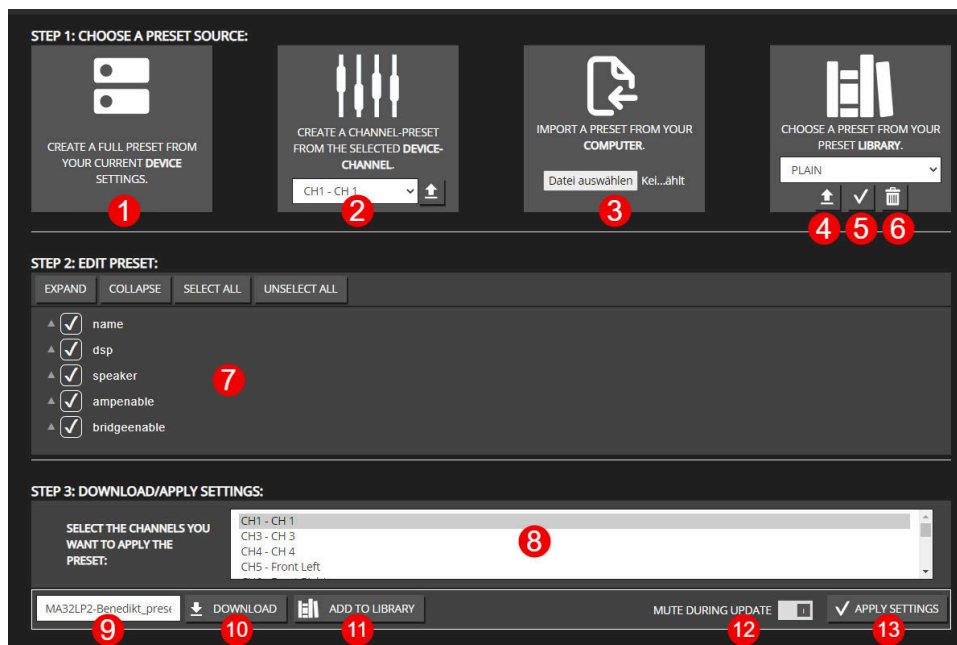 STEP 1: CHOOSE A PRESET SOURCE:
CREATE A FULL PRESET FROM
YOUR CURRENT DEVICE
SETTINGS.
1
CREATE A CHANNEL-PRESET
FROM THE SELECTED DEVICE-
CHANNEL.
CH1 - CH 1
2
IMPORT A PRESET FROM YOUR
COMPUTER.
Datei auswählen Kei...ählt
3
CHOOSE A PRESET FROM YOUR
PRESET LIBRARY.
PLAIN
4 5 6
STEP 2: EDIT PRESET:
EXPAND COLLAPSE SELECT ALL UNSELECT ALL
name
dsp
speaker
7
ampenable
bridgeenable
STEP 3: DOWNLOAD/APPLY SETTINGS:
SELECT THE CHANNELS YOU
WANT TO APPLY THE
PRESET:
CH1 - CH 1
CH3 - CH 3
CH4 - CH 4
CH5 - Front Left
8
MA32LP2-Benedikt_prese DOWNLOAD ADD TO LIBRARY MUTE DURING UPDATE APPLY SETTINGS
9 10 11 12 13